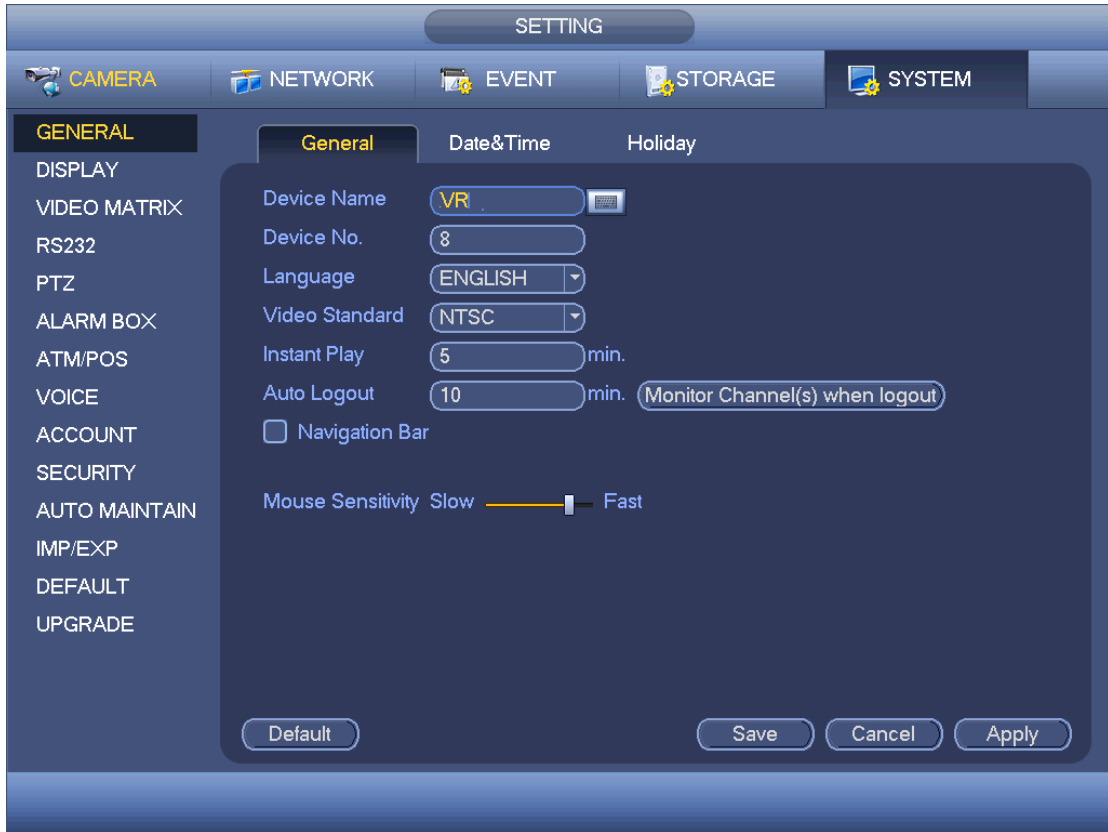 SETTING
CAMERA NETWORK EVENT STORAGE SYSTEM
GENERAL
DISPLAY
VIDEO MATRIX
RS232
PTZ
ALARM BOX
ATM/POS
VOICE
ACCOUNT
SECURITY
AUTO MAINTAIN
IMP/EXP
DEFAULT
UPGRADE
General Date&Time Holiday
Device Name VR
Device No. 8
Language ENGLISH
Video Standard NTSC
Instant Play 5 min.
Auto Logout 10 min. Monitor Channel(s) when logout
Navigation Bar
Mouse Sensitivity Slow Fast
Default Save Cancel Apply